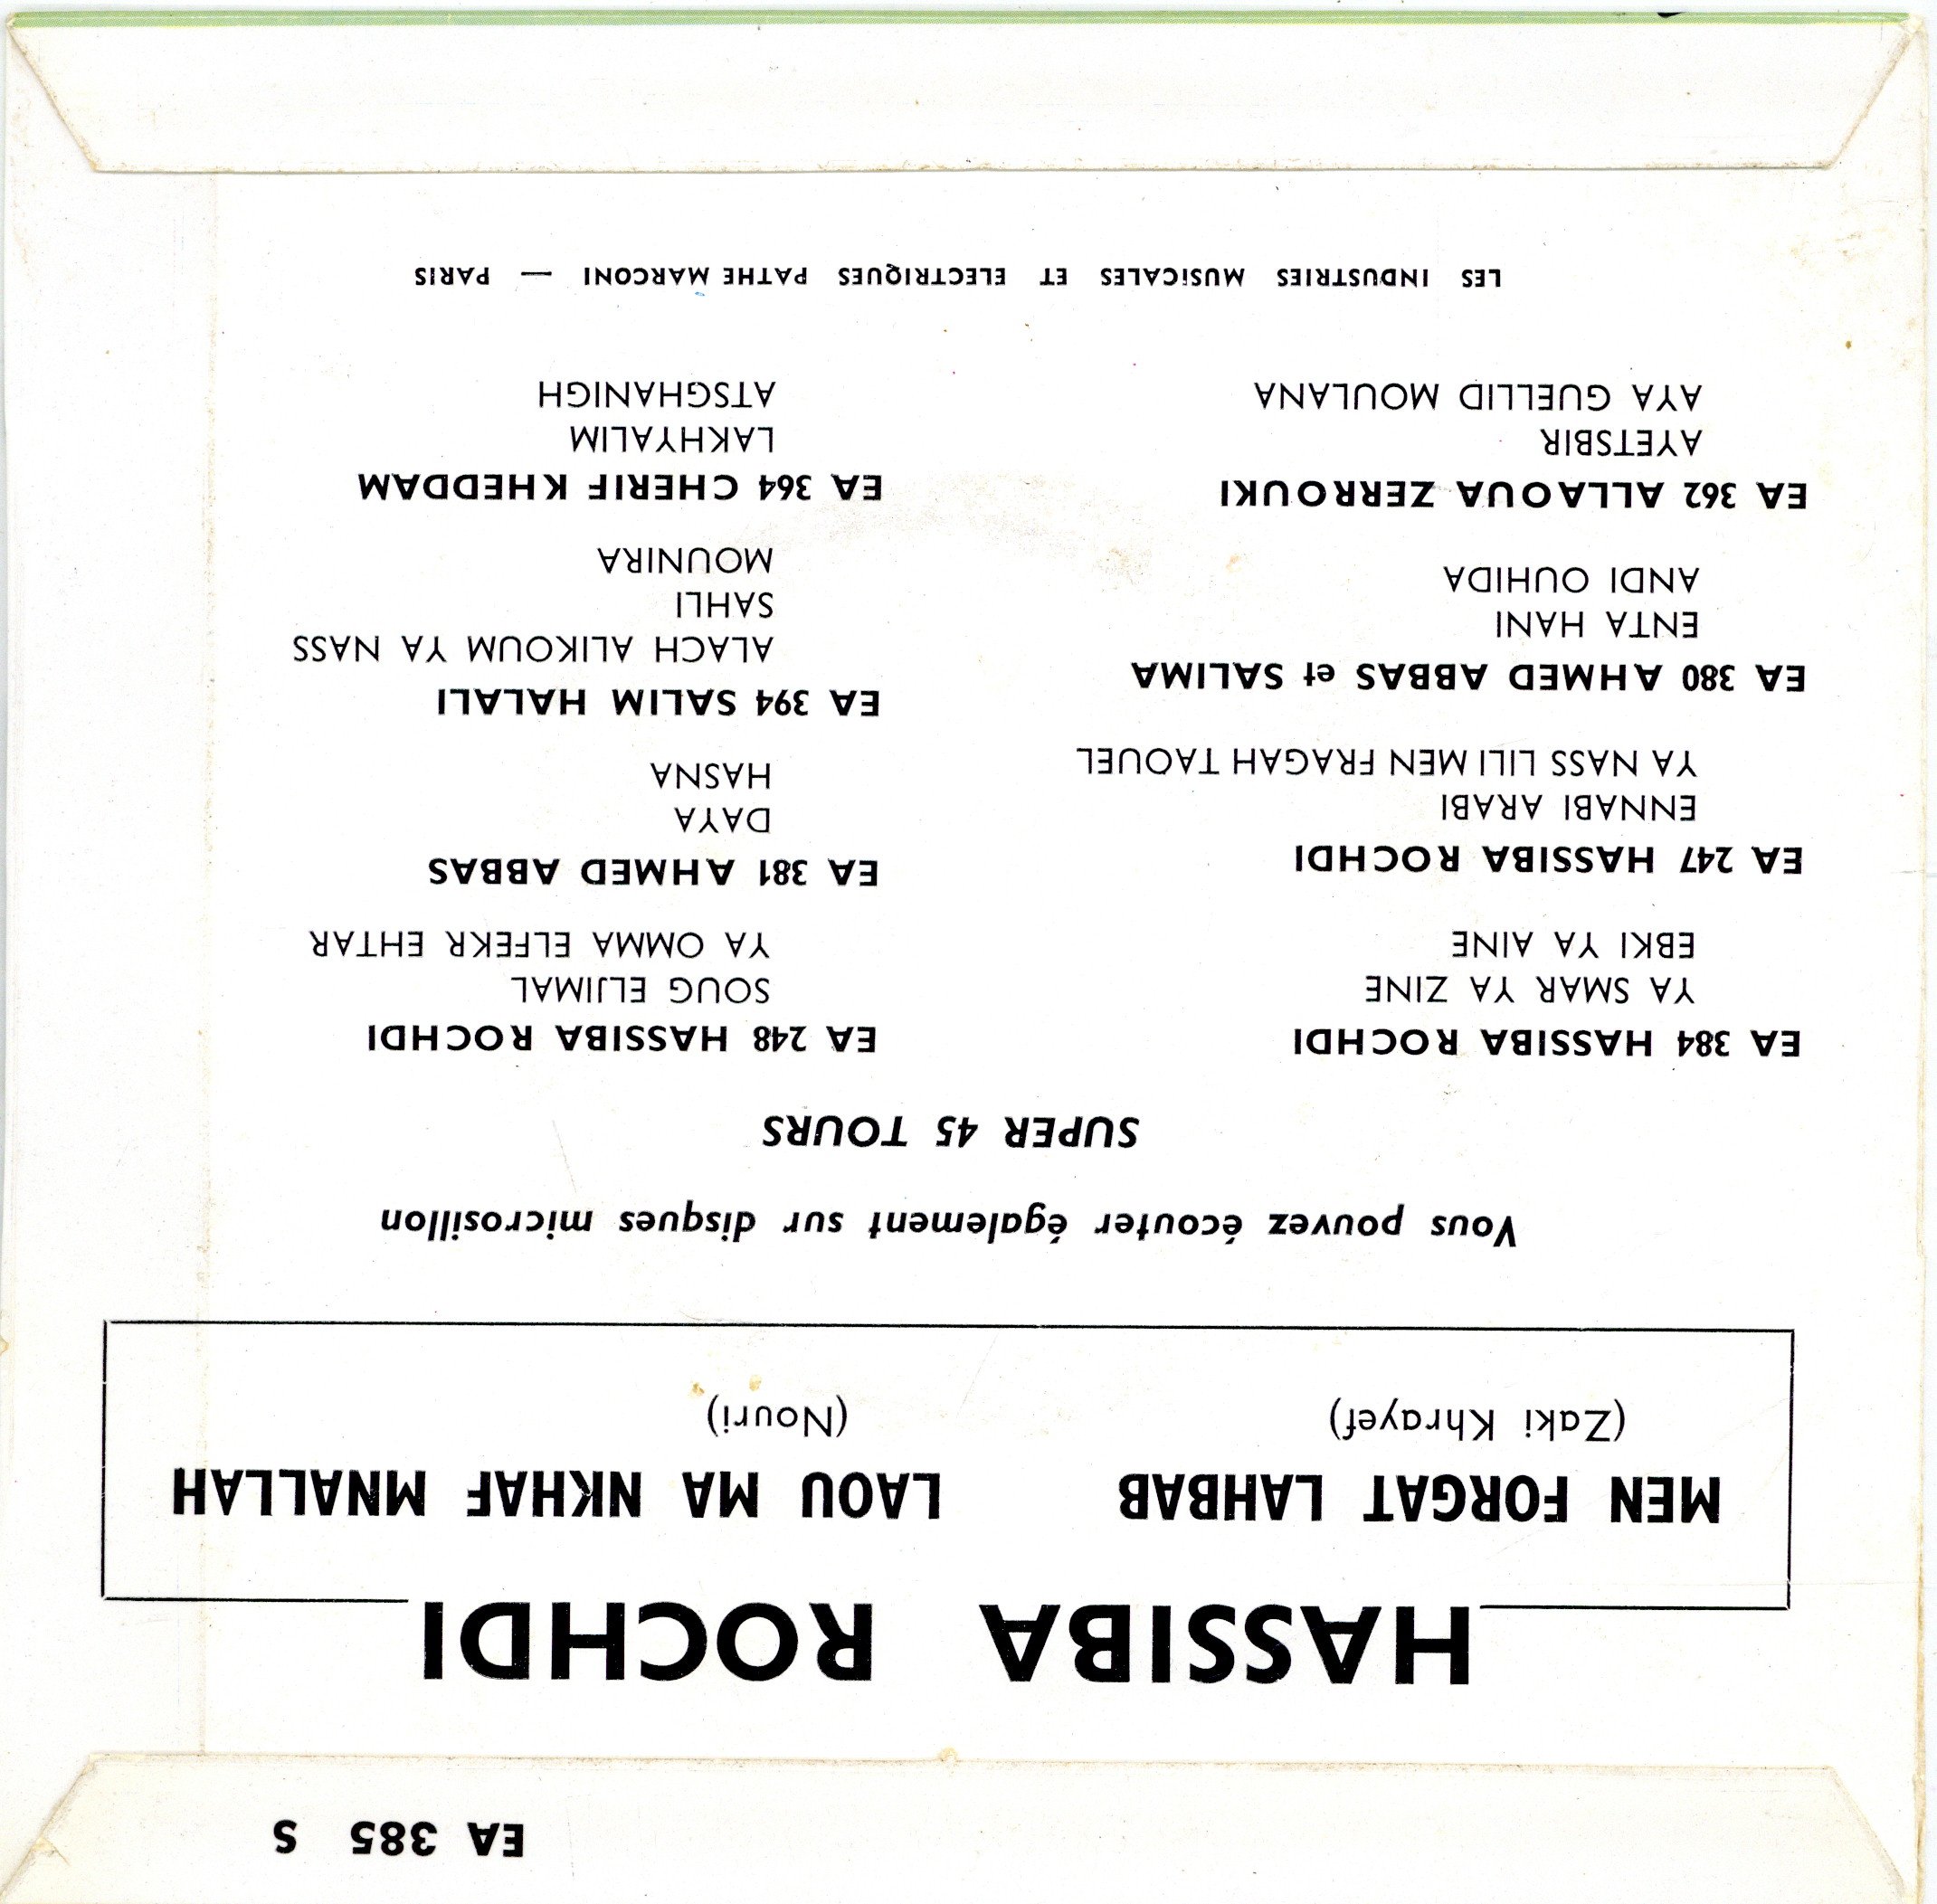 EA 385 S
HASSIBA ROCHDI
MEN FORGAT LAHBAB
(Zaki Khrayef)
LAOU MA NKHAF MNALLAH
(Nouri)
Vous pouvez écouter également sur disques microsillon
SUPER 45 TOURS
EA 384 HASSIBA ROCHDI
YA SMAR YA ZINE
EBKI YA AINE
EA 247 HASSIBA ROCHDI
ENNABI ARABI
YA NASS LILI MEN FRAGAH TAOUEL
EA 380 AHMED ABBAS et SALIMA
ENTA HANI
ANDI OUHIDA
EA 362 ALLAOUA ZERROUKI
AYETSBIR
AYA GUELLID MOULANA
EA 248 HASSIBA ROCHDI
SOUG ELJIMAL
YA OMMA ELFEKR EHTAR
EA 381 AHMED ABBAS
DAYA
HASNA
EA 394 SALIM HALALI
ALACH ALIKOUM YA NASS
SAHLI
MOUNIRA
EA 364 CHERIF KHEDDAM
LAKHYALIM
ATSGHANIGH
LES INDUSTRIES MUSICALES ET ELECTRIQUES PATHE MARCONI — PARIS